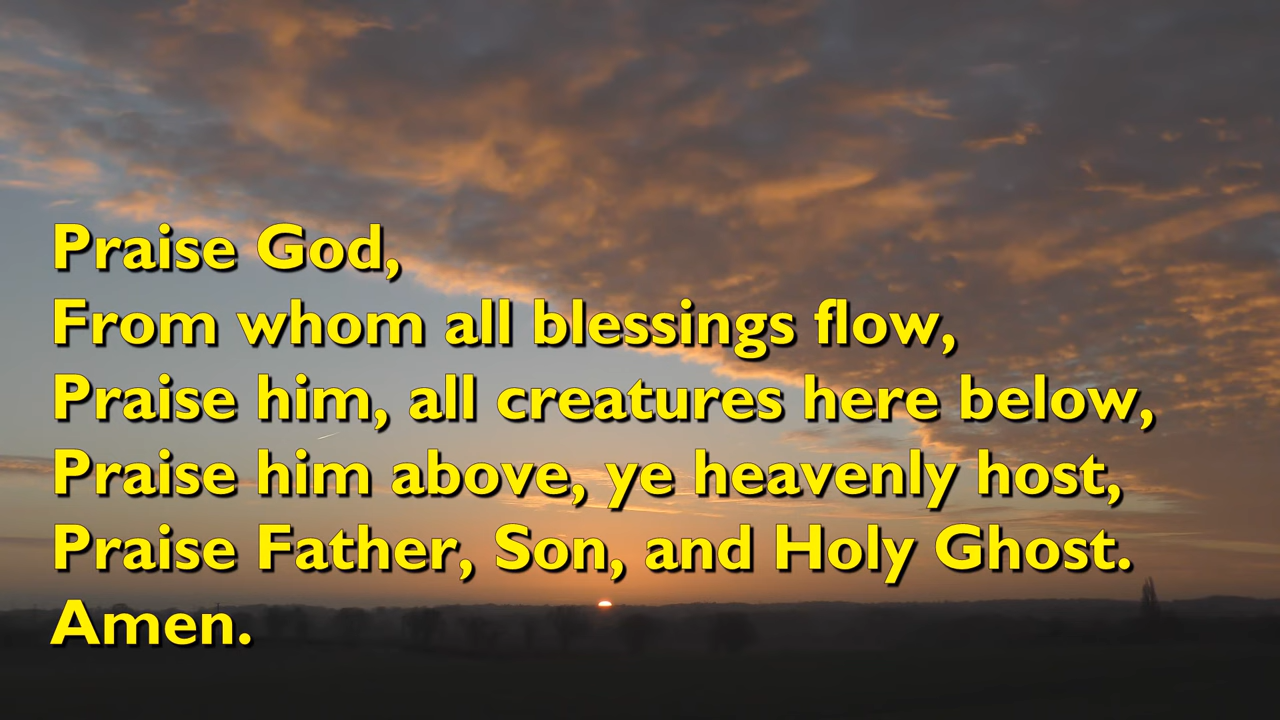 Praise God,
From whom all blessings flow,
Praise him, all creatures here below,
Praise him above, ye heavenly host,
Praise Father, Son, and Holy Ghost.
Amen.